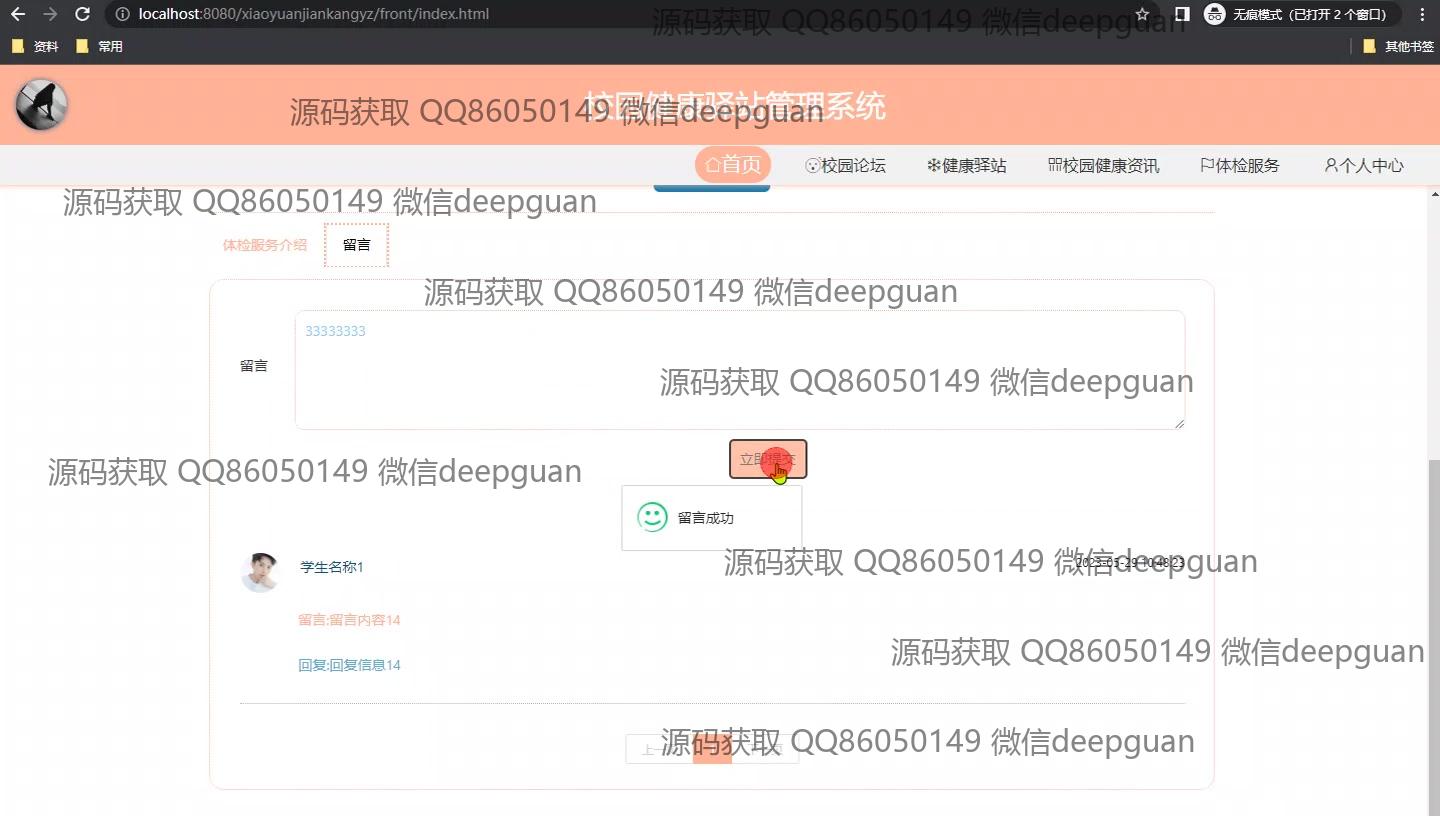 localhost:8080/xiaoyuanjiankangyz/front/index.html
无痕模式（已打开 2 个窗口）
源码获取 QQ86050149 微信deepguan
资料
常用
其他书签
校园健康驿站管理系统
源码获取 QQ86050149 微信deepguan
首页
校园论坛
健康驿站
校园健康资讯
体检服务
个人中心
源码获取 QQ86050149 微信deepguan
体检服务介绍
留言
源码获取 QQ86050149 微信deepguan
33333333
留言
源码获取 QQ86050149 微信deepguan
立即提交
源码获取 QQ86050149 微信deepguan
留言成功
学生名称1
2023-05-29 10:48:23
源码获取 QQ86050149 微信deepguan
留言:留言内容14
源码获取 QQ86050149 微信deepguan
回复:回复信息14
上一
源码获取 QQ86050149 微信deepguan